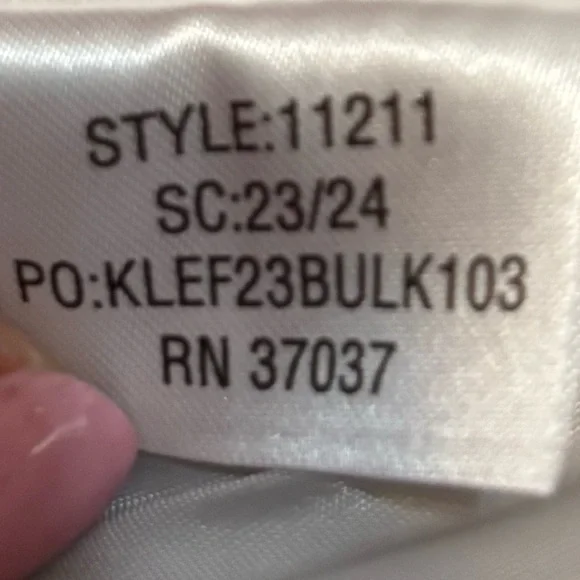 STYLE:11211
SC:23/24
PO:KLEF23BULK103
RN 37037